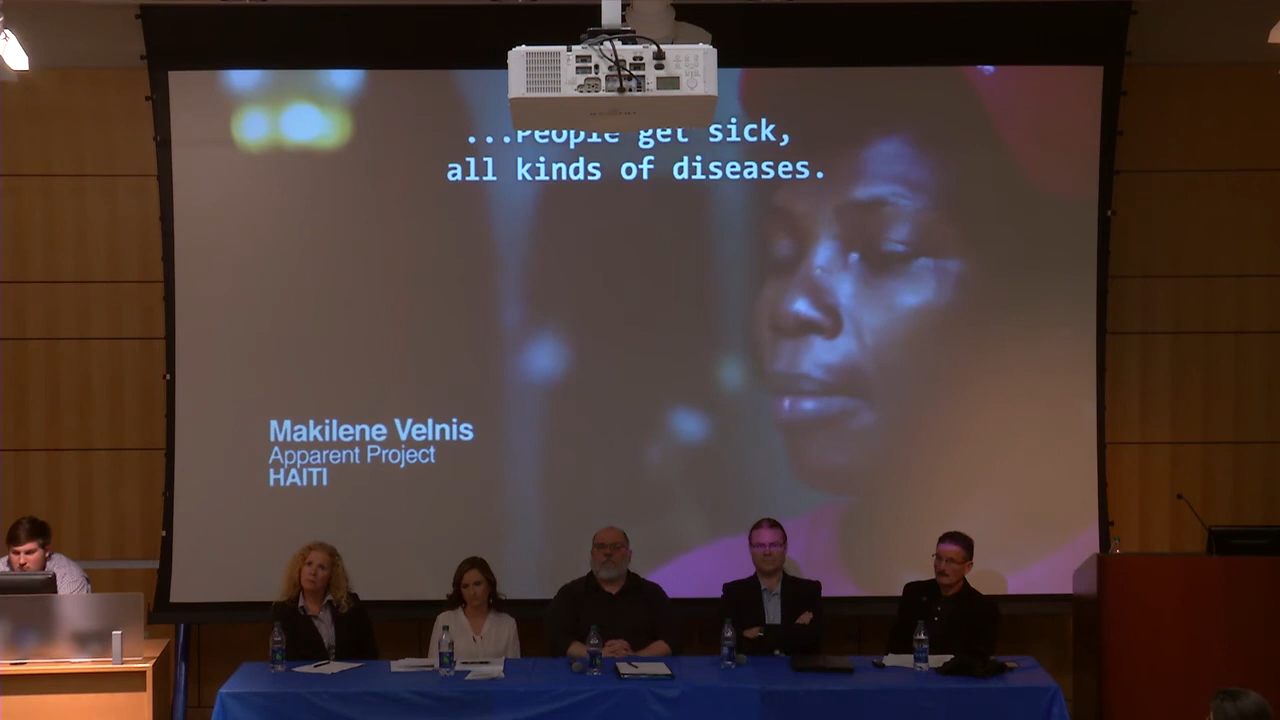 ...People get sick,
all kinds of diseases.
Makilene Velnis
Apparent Project
HAITI